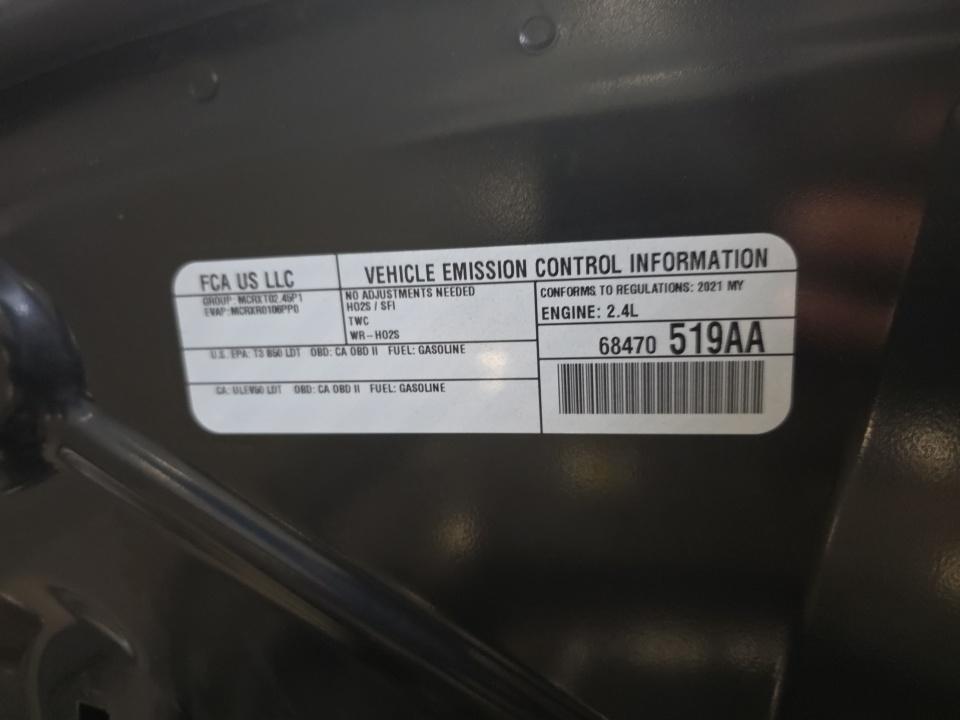 FCA US LLC
VEHICLE EMISSION CONTROL INFORMATION
GROUP: MCRXT02.45P1
EVAP: MCRXR0106PP0
NO ADJUSTMENTS NEEDED
HO2S / SFI
TWC
WR-HO2S
CONFORMS TO REGULATIONS: 2021 MY
ENGINE: 2.4L
68470 519AA
U.S. EPA: T3 B50 LDT OBD: CA OBD II FUEL: GASOLINE
CA: ULEV50 LDT OBD: CA OBD II FUEL: GASOLINE